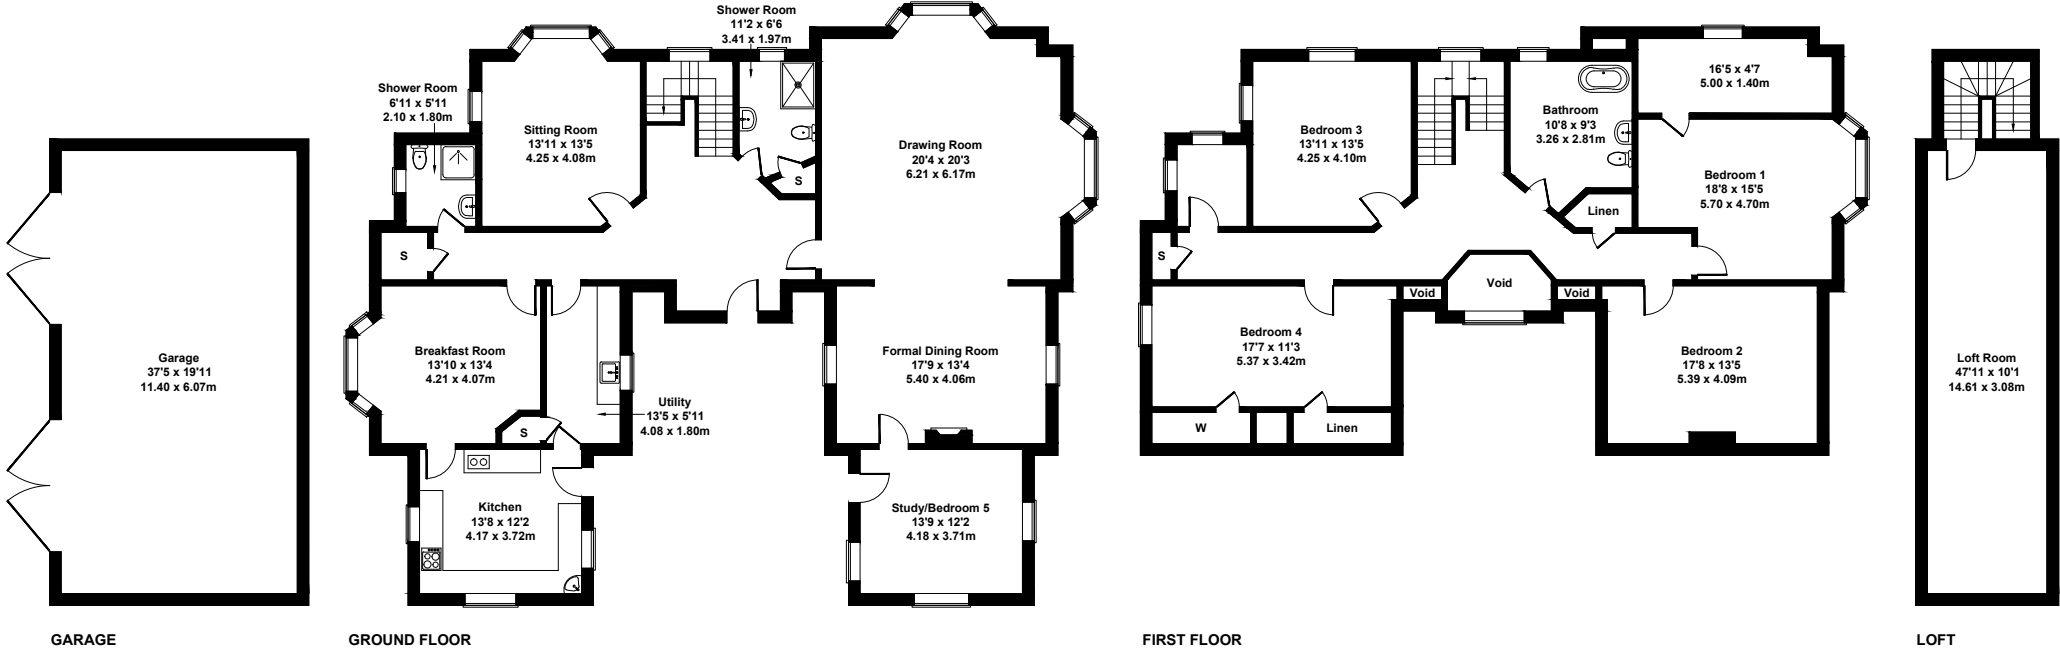 Garage
37'5 x 19'11
11.40 x 6.07m
GARAGE
Shower Room
6'11 x 5'11
2.10 x 1.80m
Sitting Room
13'11 x 13'5
4.25 x 4.08m
Shower Room
11'2 x 6'6
3.41 x 1.97m
S
Drawing Room
20'4 x 20'3
6.21 x 6.17m
S
Breakfast Room
13'10 x 13'4
4.21 x 4.07m
S
Utility
13'5 x 5'11
4.08 x 1.80m
Formal Dining Room
17'9 x 13'4
5.40 x 4.06m
Kitchen
13'8 x 12'2
4.17 x 3.72m
Study/Bedroom 5
13'9 x 12'2
4.18 x 3.71m
GROUND FLOOR
Bedroom 3
13'11 x 13'5
4.25 x 4.10m
Bathroom
10'8 x 9'3
3.26 x 2.81m
16'5 x 4'7
5.00 x 1.40m
Bedroom 1
18'8 x 15'5
5.70 x 4.70m
Linen
S
Void
Void
Void
Bedroom 4
17'7 x 11'3
5.37 x 3.42m
W
Linen
Bedroom 2
17'8 x 13'5
5.39 x 4.09m
FIRST FLOOR
Loft Room
47'11 x 10'1
14.61 x 3.08m
LOFT